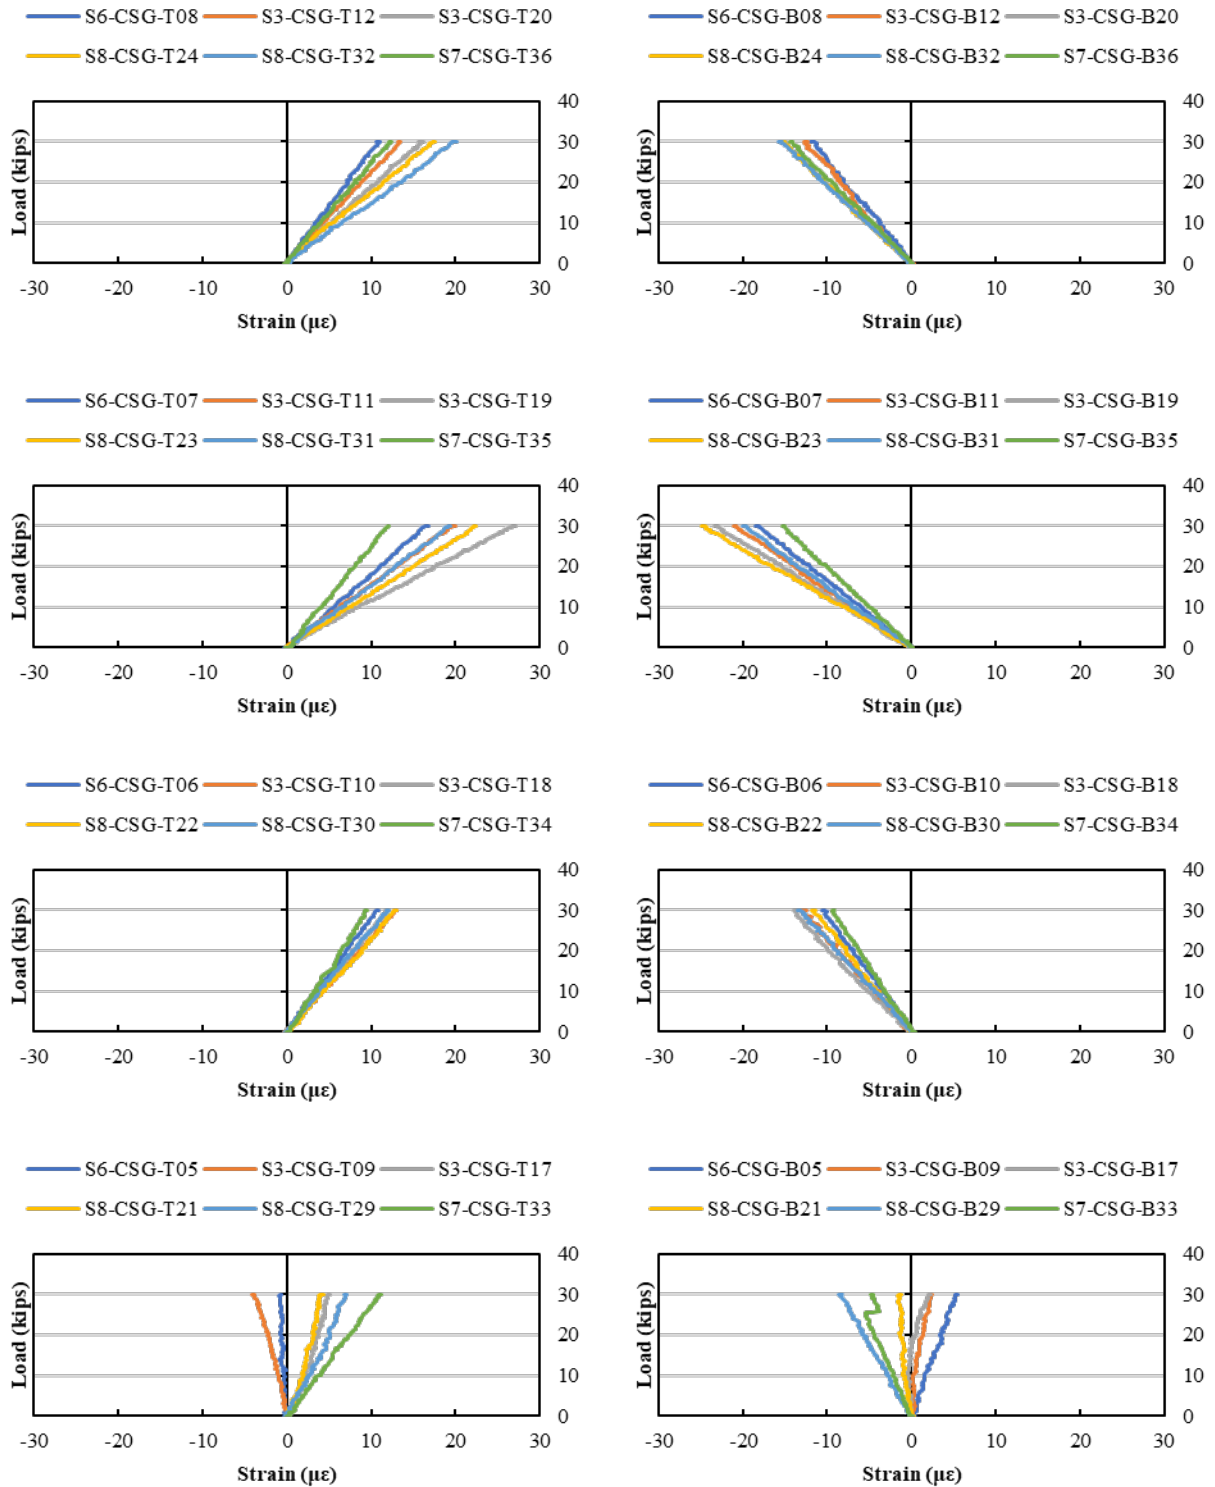 S6-CSG-T08 S3-CSG-T12 S3-CSG-T20
S8-CSG-T24 S8-CSG-T32 S7-CSG-T36
Load (kips)
40
30
20
10
0
-30 -20 -10 0 10 20 30
Strain (με)
S6-CSG-B08 S3-CSG-B12 S3-CSG-B20
S8-CSG-B24 S8-CSG-B32 S7-CSG-B36
Load (kips)
40
30
20
10
0
-30 -20 -10 0 10 20 30
Strain (με)
S6-CSG-T07 S3-CSG-T11 S3-CSG-T19
S8-CSG-T23 S8-CSG-T31 S7-CSG-T35
Load (kips)
40
30
20
10
0
-30 -20 -10 0 10 20 30
Strain (με)
S6-CSG-B07 S3-CSG-B11 S3-CSG-B19
S8-CSG-B23 S8-CSG-B31 S7-CSG-B35
Load (kips)
40
30
20
10
0
-30 -20 -10 0 10 20 30
Strain (με)
S6-CSG-T06 S3-CSG-T10 S3-CSG-T18
S8-CSG-T22 S8-CSG-T30 S7-CSG-T34
Load (kips)
40
30
20
10
0
-30 -20 -10 0 10 20 30
Strain (με)
S6-CSG-B06 S3-CSG-B10 S3-CSG-B18
S8-CSG-B22 S8-CSG-B30 S7-CSG-B34
Load (kips)
40
30
20
10
0
-30 -20 -10 0 10 20 30
Strain (με)
S6-CSG-T05 S3-CSG-T09 S3-CSG-T17
S8-CSG-T21 S8-CSG-T29 S7-CSG-T33
Load (kips)
40
30
20
10
0
-30 -20 -10 0 10 20 30
Strain (με)
S6-CSG-B05 S3-CSG-B09 S3-CSG-B17
S8-CSG-B21 S8-CSG-B29 S7-CSG-B33
Load (kips)
40
30
20
10
0
-30 -20 -10 0 10 20 30
Strain (με)